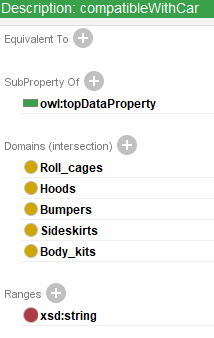 Description: compatibleWithCar
Equivalent To
SubProperty Of
owl:topDataProperty
Domains (intersection)
Roll_cages
Hoods
Bumpers
Sideskirts
Body_kits
Ranges
xsd:string